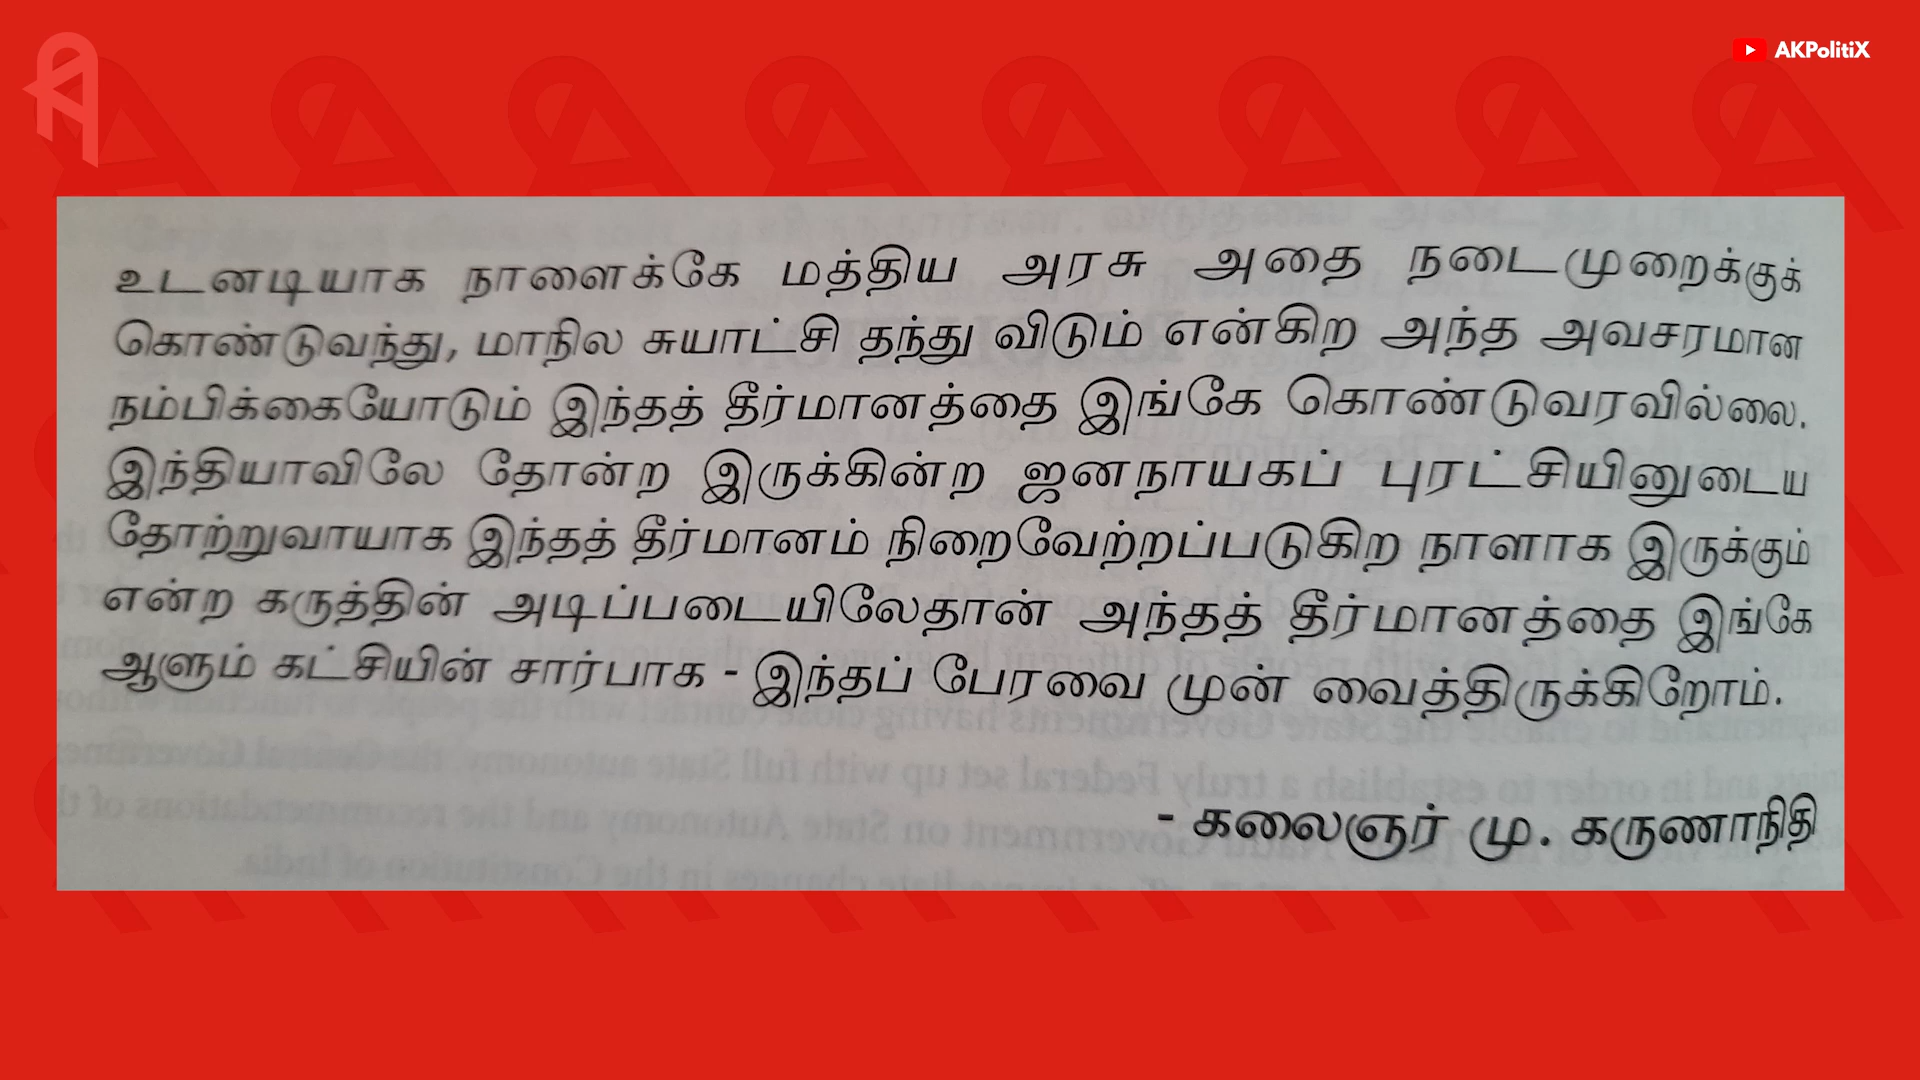 AKPolitiX
உடனடியாக நாளைக்கே மத்திய அரசு அதை நடைமுறைக்குக்
கொண்டுவந்து, மாநில சுயாட்சி தந்து விடும் என்கிற அந்த அவசரமான
நம்பிக்கையோடும் இந்தத் தீர்மானத்தை இங்கே கொண்டுவரவில்லை.
இந்தியாவிலே தோன்ற இருக்கின்ற ஜனநாயகப் புரட்சியினுடைய
தோற்றுவாயாக இந்தத் தீர்மானம் நிறைவேற்றப்படுகிற நாளாக இருக்கும்
என்ற கருத்தின் அடிப்படையிலேதான் அந்தத் தீர்மானத்தை இங்கே
ஆளும் கட்சியின் சார்பாக - இந்தப் பேரவை முன் வைத்திருக்கிறோம்.
- கலைஞர் மு. கருணாநிதி